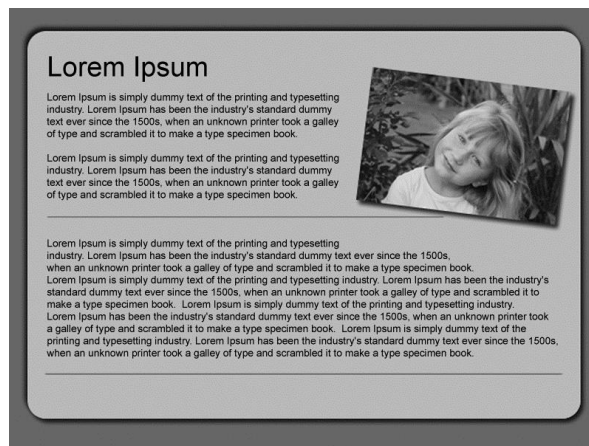 Lorem Ipsum
Lorem Ipsum is simply dummy text of the printing and typesetting
industry. Lorem Ipsum has been the industry's standard dummy
text ever since the 1500s, when an unknown printer took a galley
of type and scrambled it to make a type specimen book.
Lorem Ipsum is simply dummy text of the printing and typesetting
industry. Lorem Ipsum has been the industry's standard dummy
text ever since the 1500s, when an unknown printer took a galley
of type and scrambled it to make a type specimen book.
Lorem Ipsum is simply dummy text of the printing and typesetting
industry. Lorem Ipsum has been the industry's standard dummy text ever since the 1500s,
when an unknown printer took a galley of type and scrambled it to make a type specimen book.
Lorem Ipsum is simply dummy text of the printing and typesetting industry. Lorem Ipsum has been the industry's
standard dummy text ever since the 1500s, when an unknown printer took a galley of type and scrambled it to
make a type specimen book. Lorem Ipsum is simply dummy text of the printing and typesetting industry.
Lorem Ipsum has been the industry's standard dummy text ever since the 1500s, when an unknown printer took
a galley of type and scrambled it to make a type specimen book. Lorem Ipsum is simply dummy text of the
printing and typesetting industry. Lorem Ipsum has been the industry's standard dummy text ever since the 1500s,
when an unknown printer took a galley of type and scrambled it to make a type specimen book.